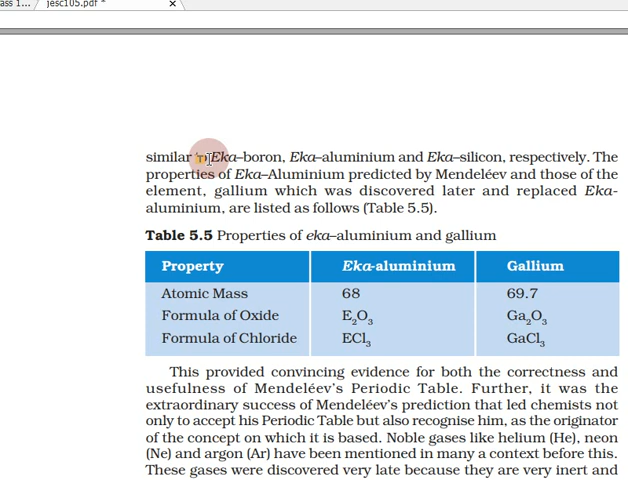 ass 1... / jesc105.pdf * x
similar to Eka–boron, Eka–aluminium and Eka–silicon, respectively. The
properties of Eka–Aluminium predicted by Mendeléev and those of the
element, gallium which was discovered later and replaced Eka-
aluminium, are listed as follows (Table 5.5).
Table 5.5 Properties of eka–aluminium and gallium
Property Eka-aluminium Gallium
Atomic Mass 68 69.7
Formula of Oxide E₂O₃ Ga₂O₃
Formula of Chloride ECl₃ GaCl₃
This provided convincing evidence for both the correctness and
usefulness of Mendeléev's Periodic Table. Further, it was the
extraordinary success of Mendeléev's prediction that led chemists not
only to accept his Periodic Table but also recognise him, as the originator
of the concept on which it is based. Noble gases like helium (He), neon
(Ne) and argon (Ar) have been mentioned in many a context before this.
These gases were discovered very late because they are very inert and